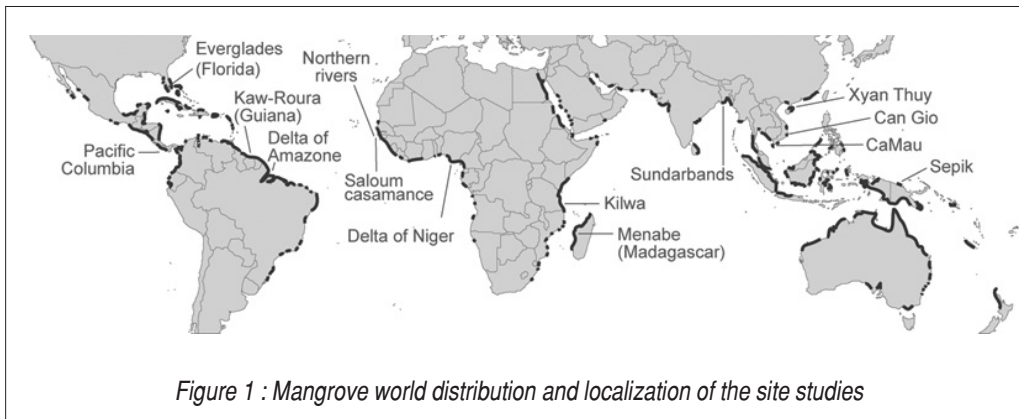 Everglades
(Florida)
Kaw-Roura
(Guiana)
Delta of
Amazone
Pacific
Columbia
Northern
rivers
Saloum
casamance
Delta of Niger
Kilwa
Menabe
(Madagascar)
Sundarbands
Xyan Thuy
Can Gio
CaMau
Sepik
Figure 1 : Mangrove world distribution and localization of the site studies